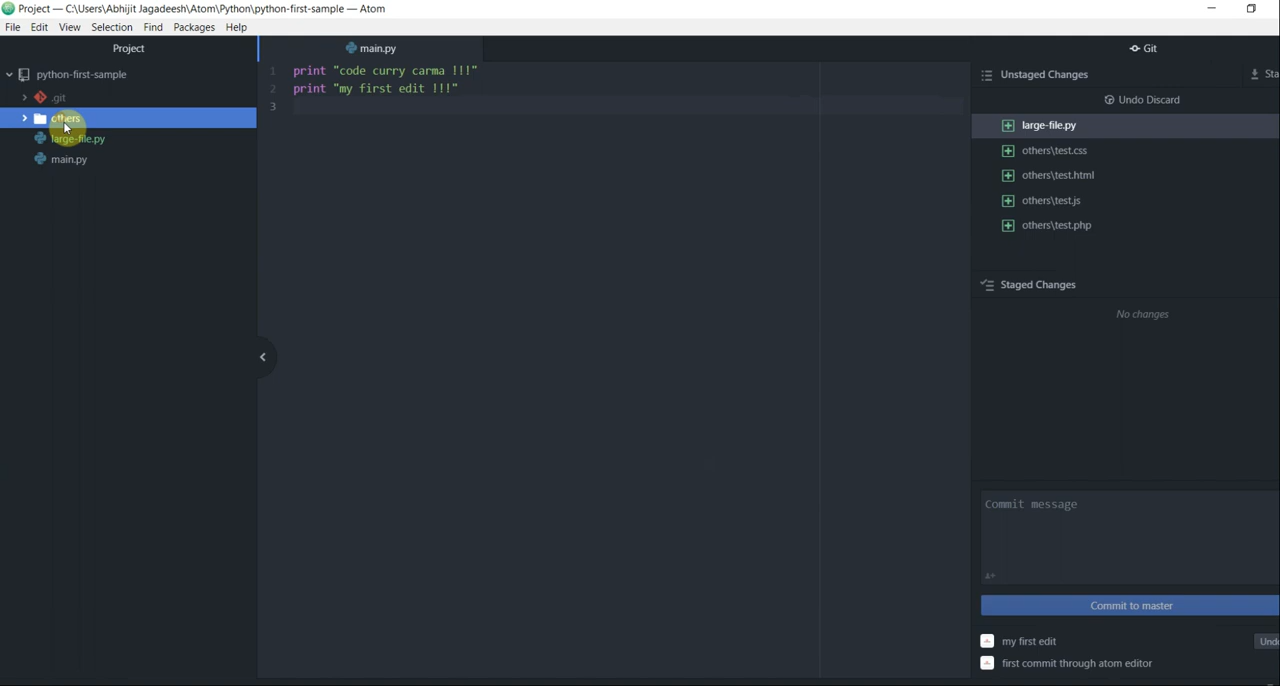 Project — C:\Users\Abhijit Jagadeesh\Atom\Python\python-first-sample — Atom
File Edit View Selection Find Packages Help
Project
python-first-sample
.git
others
large-file.py
main.py
main.py
1 print "code curry carma !!!"
2 print "my first edit !!!"
3
Git
Unstaged Changes
Sta
Undo Discard
large-file.py
others\test.css
others\test.html
others\test.js
others\test.php
Staged Changes
No changes
Commit message
Commit to master
my first edit
Undo
first commit through atom editor